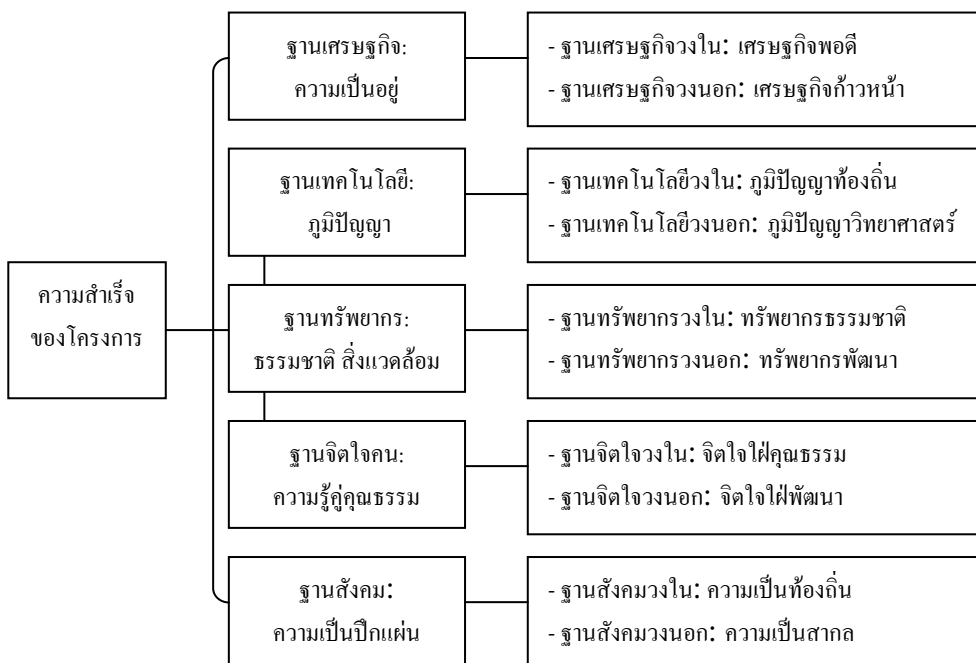 ความสำเร็จ
ของโครงการ
ฐานเศรษฐกิจ:
ความเป็นอยู่
- ฐานเศรษฐกิจวงใน: เศรษฐกิจพอดี
- ฐานเศรษฐกิจวงนอก: เศรษฐกิจก้าวหน้า
ฐานเทคโนโลยี:
ภูมิปัญญา
- ฐานเทคโนโลยีวงใน: ภูมิปัญญาท้องถิ่น
- ฐานเทคโนโลยีวงนอก: ภูมิปัญญาวิทยาศาสตร์
ฐานทรัพยากร:
ธรรมชาติ สิ่งแวดล้อม
- ฐานทรัพยากรวงใน: ทรัพยากรธรรมชาติ
- ฐานทรัพยากรวงนอก: ทรัพยากรพัฒนา
ฐานจิตใจคน:
ความรู้คู่คุณธรรม
- ฐานจิตใจวงใน: จิตใจใฝ่คุณธรรม
- ฐานจิตใจวงนอก: จิตใจใฝ่พัฒนา
ฐานสังคม:
ความเป็นปึกแผ่น
- ฐานสังคมวงใน: ความเป็นท้องถิ่น
- ฐานสังคมวงนอก: ความเป็นสากล